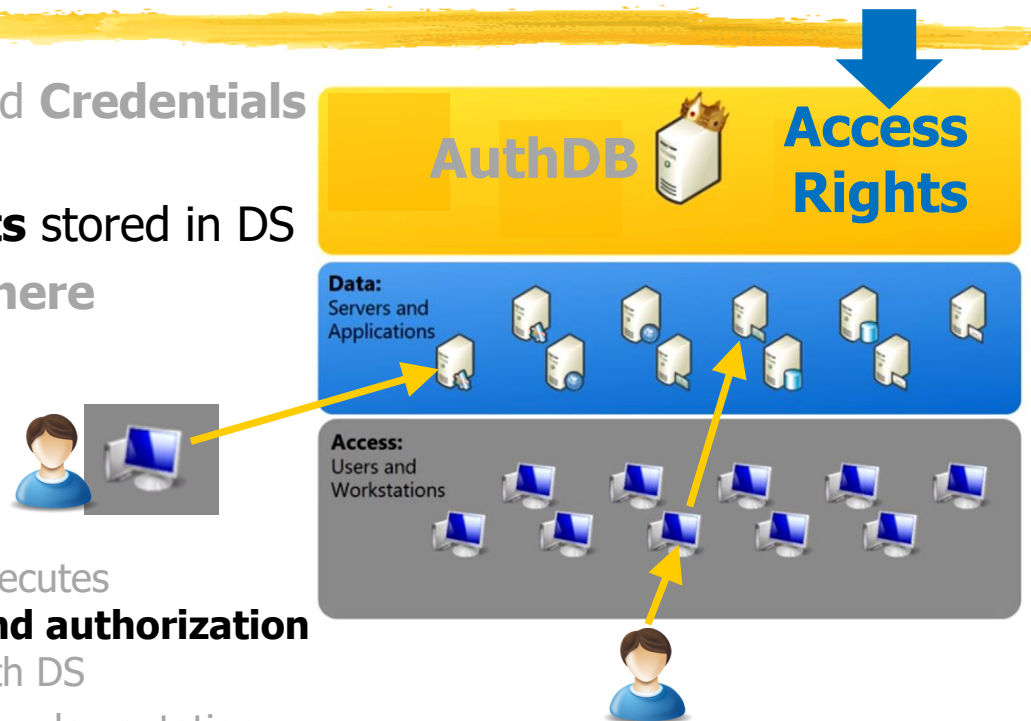 d Credentials
AuthDB
Access
Rights
ts stored in DS
here
Data:
Servers and
Applications
Access:
Users and
Workstations
ecutes
nd authorization
th DS